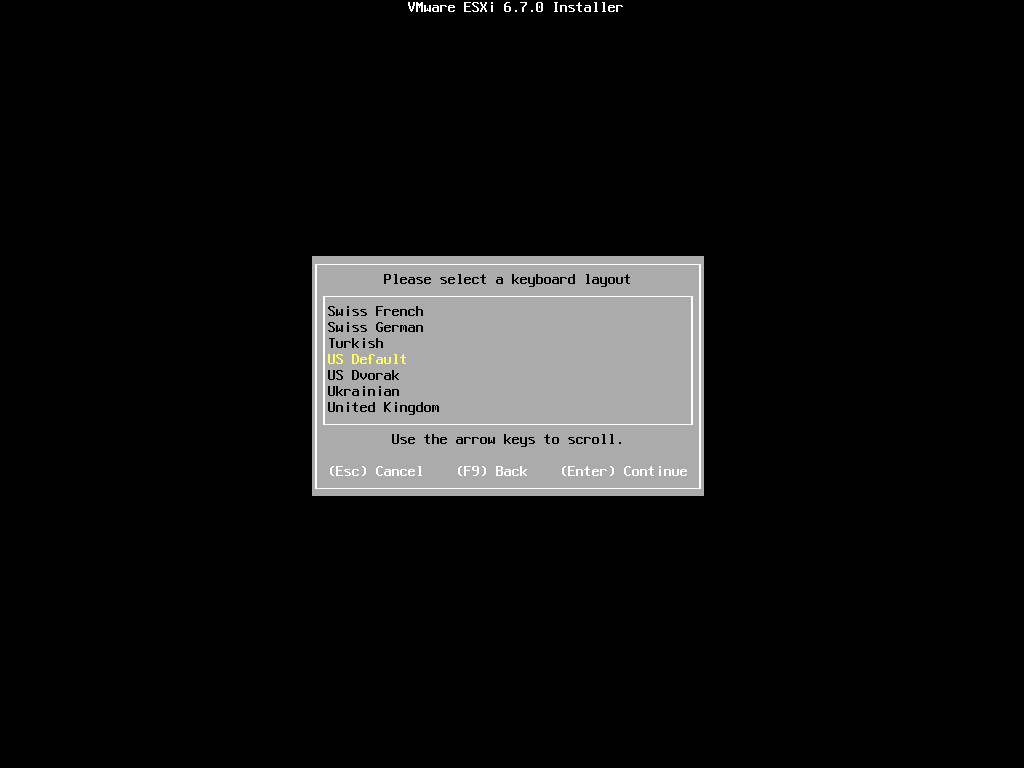 VMware ESXi 6.7.0 Installer
Please select a keyboard layout
Swiss French
Swiss German
Turkish
US Default
US Dvorak
Ukrainian
United Kingdom
Use the arrow keys to scroll.
(Esc) Cancel (F9) Back (Enter) Continue